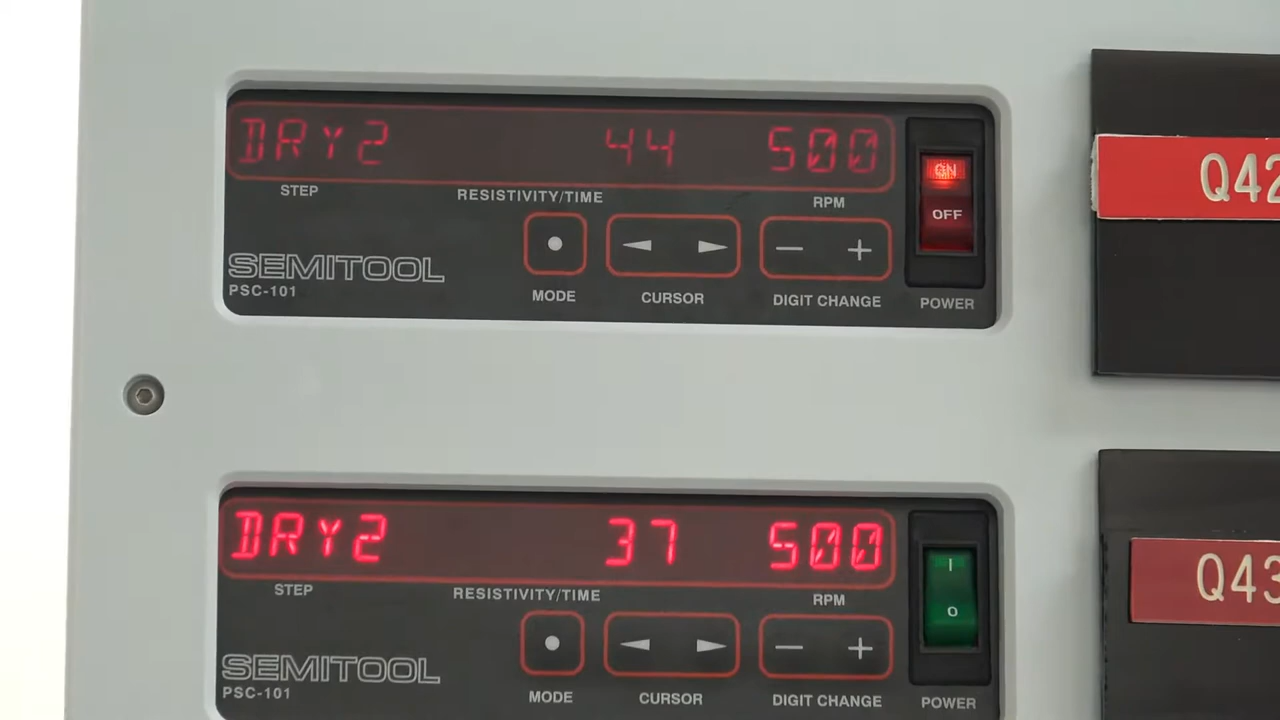 DRY2 44 500
STEP RESISTIVITY/TIME RPM
ON
OFF
SEMITOOL
PSC-101
MODE CURSOR DIGIT CHANGE POWER
Q42
DRY2 37 500
STEP RESISTIVITY/TIME RPM
I
O
SEMITOOL
PSC-101
MODE CURSOR DIGIT CHANGE POWER
Q43